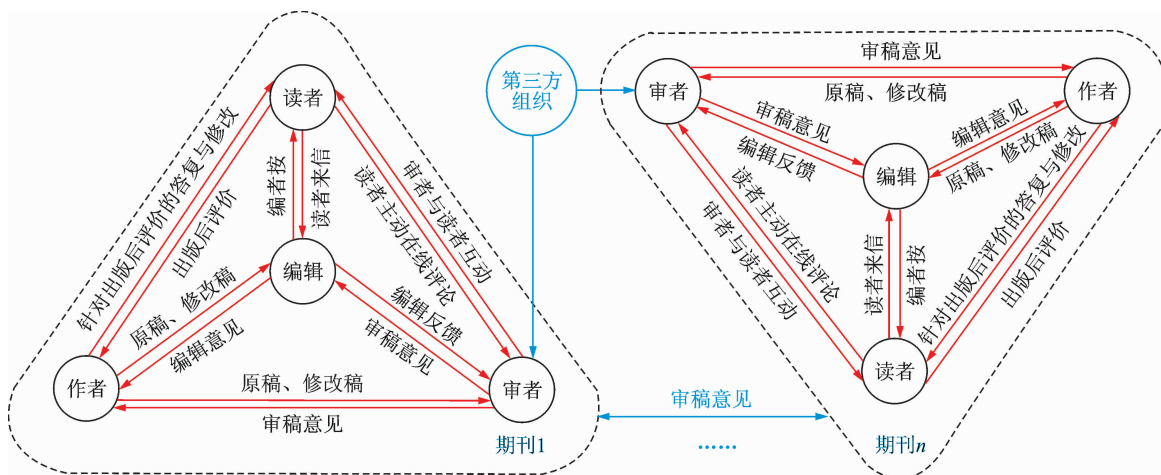 读者
针对出版后评价的答复与修改
出版后评价
编者按
读者来信
审者与读者互动
读者主动在线评论
编辑
原稿、修改稿
编辑意见
编辑反馈
审稿意见
作者
原稿、修改稿
审稿意见
审者
期刊1
第三方
组织
审稿意见
……
审稿意见
原稿、修改稿
审者
作者
审稿意见
编辑反馈
编辑意见
原稿、修改稿
编辑
读者主动在线评论
审者与读者互动
读者来信
编者按
针对出版后评价的答复与修改
出版后评价
读者
期刊n